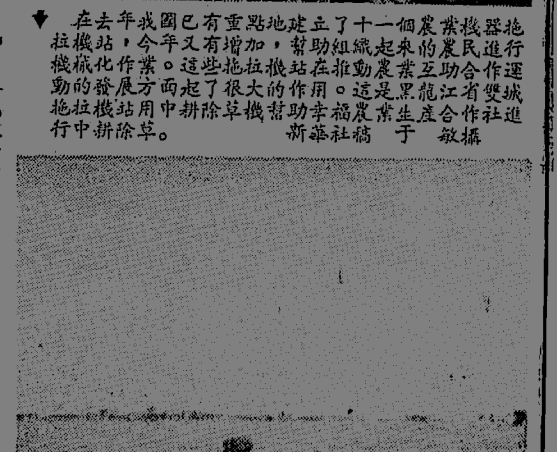 在去年，我國已有重點地建立了十一個農業機器拖
拉機站，今年又有增加，幫助組織起來的農民進行
機械化作業。這些拖拉機站在推動農業互助合作運
動的發展方面起了很大的作用。這是黑龍江省雙城
拖拉機站用中耕除草機幫助幸福農業生產合作社進
行中耕除草。　新華社稿　于敏攝